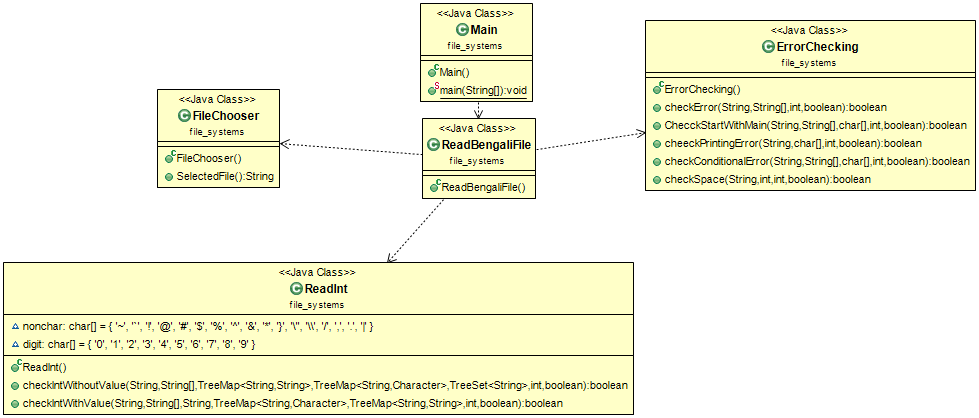 <<Java Class>>
Main
file_systems
Main()
main(String[]):void
<<Java Class>>
ErrorChecking
file_systems
ErrorChecking()
checkError(String,String[],int,boolean):boolean
CheckStartWithMain(String,String[],char[],int,boolean):boolean
cheeckPrintingError(String,char[],int,boolean):boolean
checkConditionalError(String,String[],char[],int,boolean):boolean
checkSpace(String,int,int,boolean):boolean
<<Java Class>>
FileChooser
file_systems
FileChooser()
SelectedFile():String
<<Java Class>>
ReadBengaliFile
file_systems
ReadBengaliFile()
<<Java Class>>
ReadInt
file_systems
nonchar: char[] = { '~', '`', '!', '@', '#', '$', '%', '^', '&', '*', '}', '\"', '\\', '/', ',', '.', '|' }
digit: char[] = { '0', '1', '2', '3', '4', '5', '6', '7', '8', '9' }
ReadInt()
checkIntWithoutValue(String,String[],TreeMap<String,String>,TreeMap<String,Character>,TreeSet<String>,int,boolean):boolean
checkIntWithValue(String,String[],String,TreeMap<String,Character>,TreeMap<String,String>,int,boolean):boolean